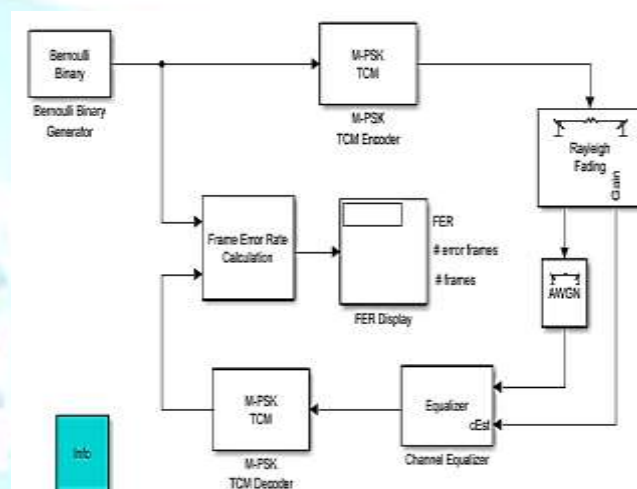 Bernoulli
Binary
Bernoulli Binary
Generator
M-PSK
TCM
M-PSK
TCM Encoder
Rayleigh
Fading
Gain
Frame Error Rate
Calculation
FER
# error frames
# frames
FER Display
AWGN
M-PSK
TCM
M-PSK
TCM Decoder
Equalizer
cEst
Channel Equalizer
Info